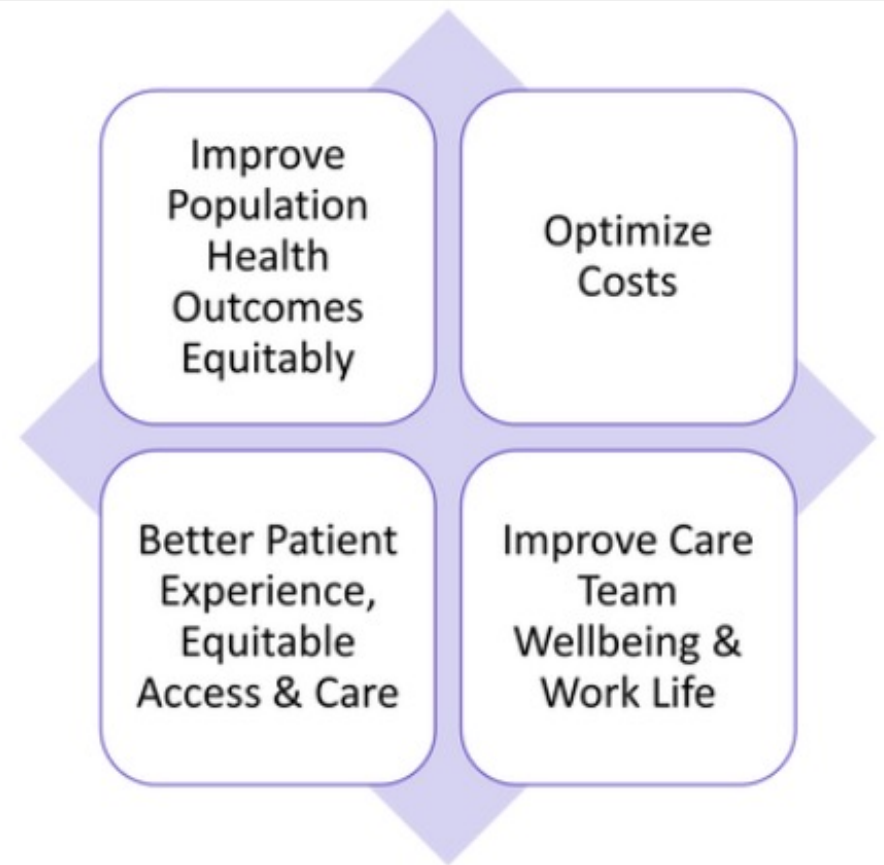 Improve
Population
Health
Outcomes
Equitably
Optimize
Costs
Better Patient
Experience,
Equitable
Access & Care
Improve Care
Team
Wellbeing &
Work Life